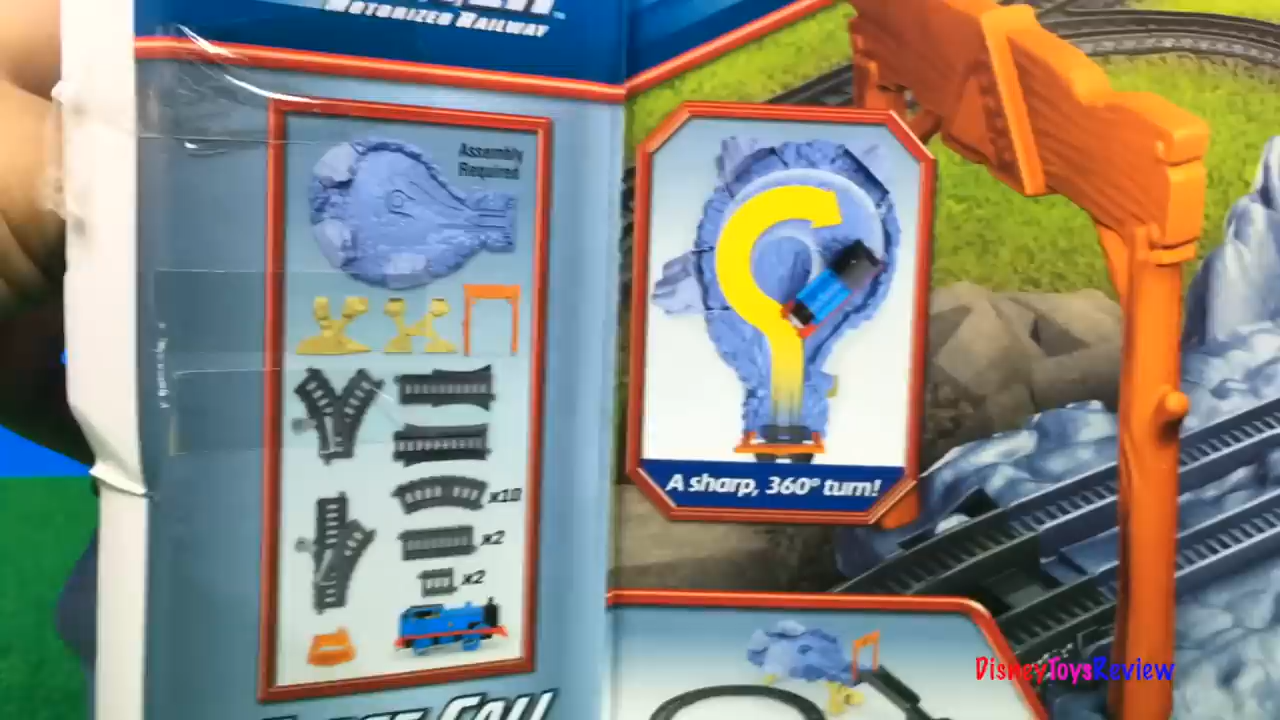 MOTORIZED RAILWAY
Assembly
Required
x10
x2
x2
A sharp, 360° turn!
DisneyToysReview